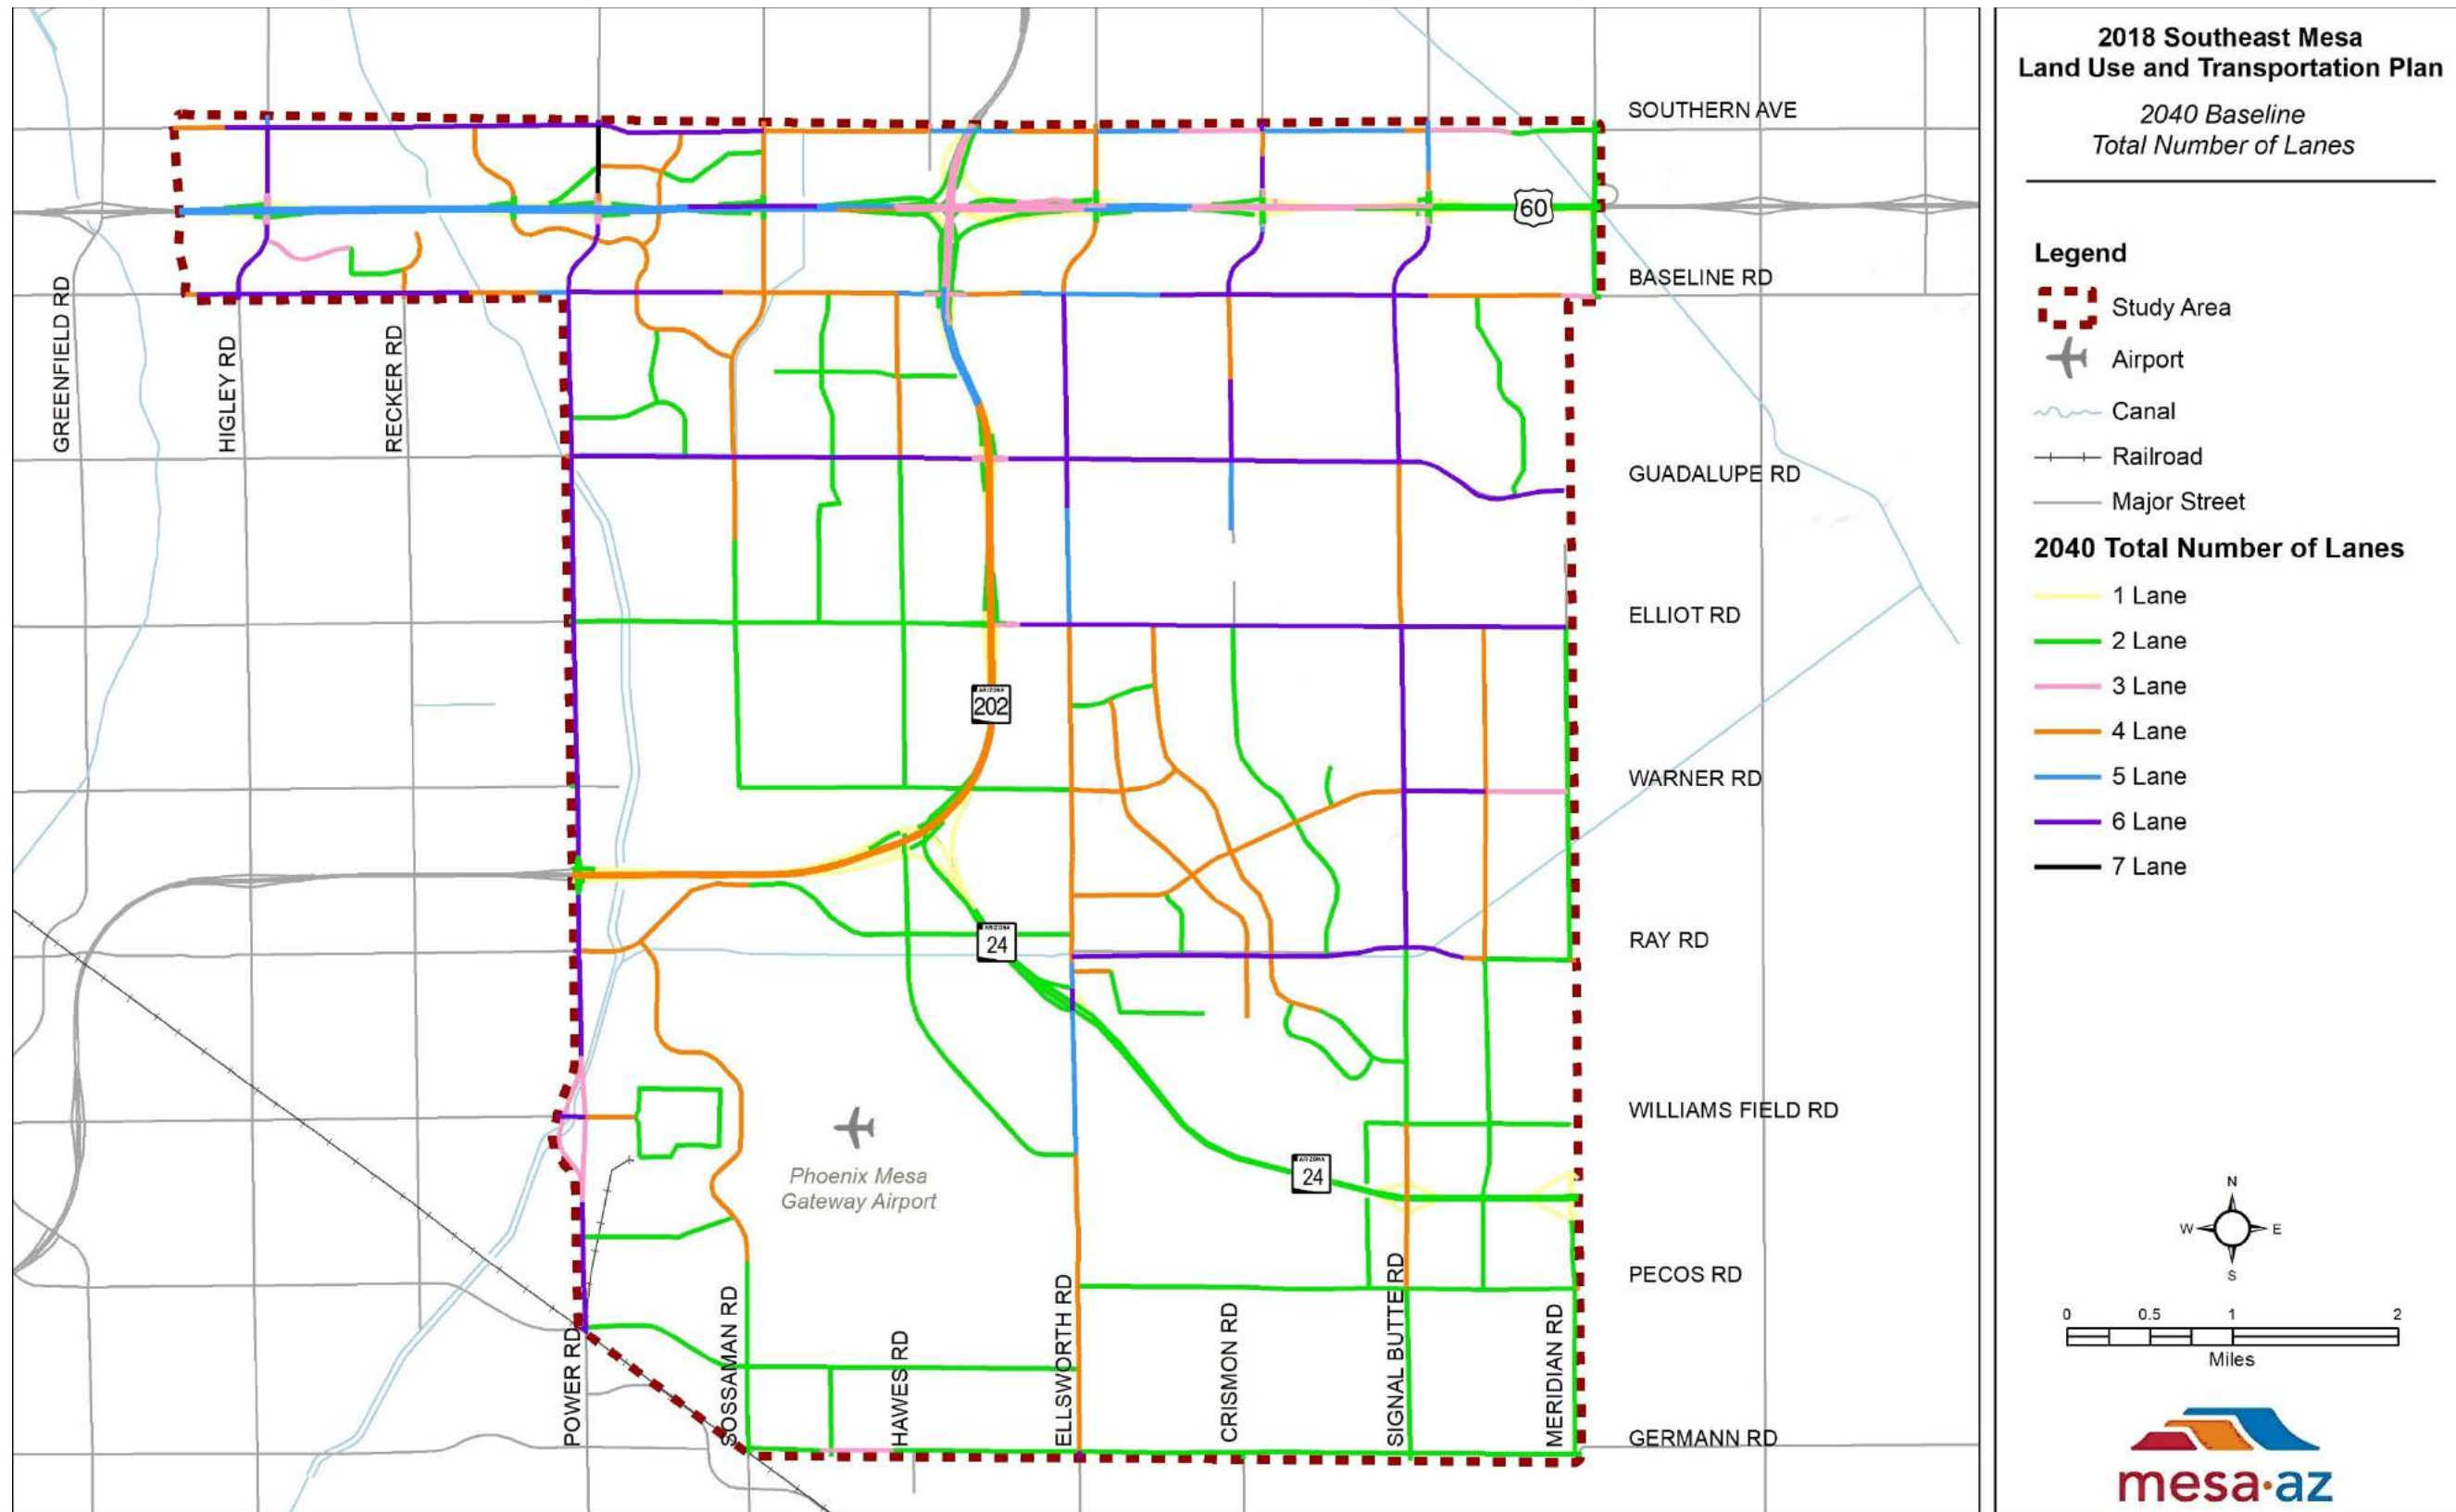 2018 Southeast Mesa
Land Use and Transportation Plan
2040 Baseline
Total Number of Lanes
Legend
Study Area
Airport
Canal
Railroad
Major Street
2040 Total Number of Lanes
1 Lane
2 Lane
3 Lane
4 Lane
5 Lane
6 Lane
7 Lane
N
W
E
S
0
0.5
1
2
Miles
mesa·az
SOUTHERN AVE
60
BASELINE RD
GREENFIELD RD
HIGLEY RD
RECKER RD
GUADALUPE RD
ELLIOT RD
ARIZONA
202
WARNER RD
RAY RD
ARIZONA
24
WILLIAMS FIELD RD
Phoenix Mesa
Gateway Airport
ARIZONA
24
PECOS RD
POWER RD
SOSSAMAN RD
HAWES RD
ELLSWORTH RD
CRISMON RD
SIGNAL BUTTE RD
MERIDIAN RD
GERMANN RD